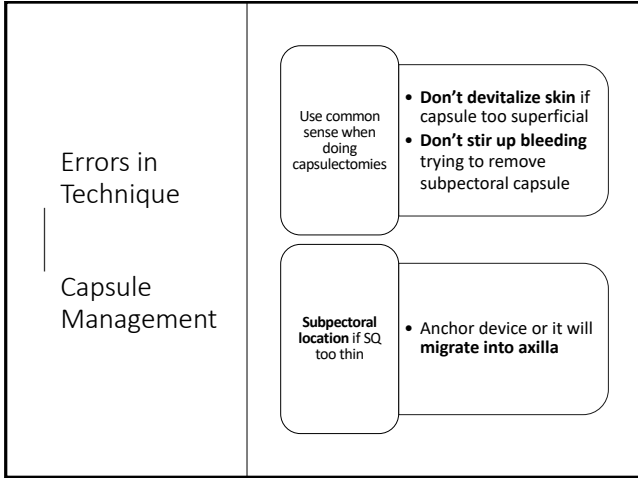 Errors in
Technique
Capsule
Management
Use common
sense when
doing
capsulectomies
• Don’t devitalize skin if
capsule too superficial
• Don’t stir up bleeding
trying to remove
subpectoral capsule
Subpectoral
location if SQ
too thin
• Anchor device or it will
migrate into axilla